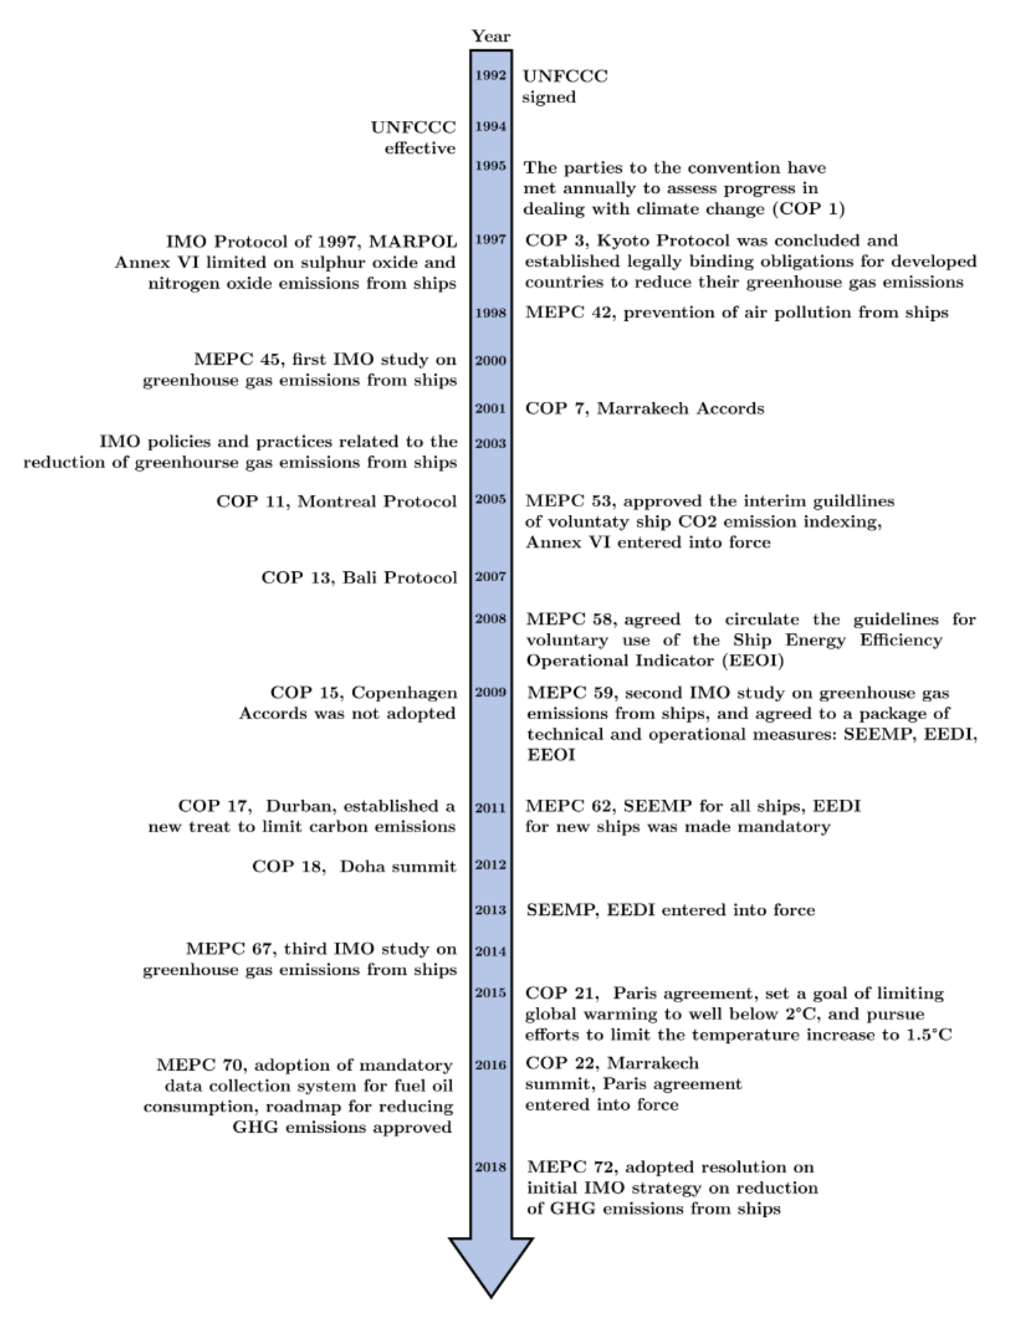 Year
1992
UNFCCC
signed
UNFCCC
effective
1994
1995
The parties to the convention have
met annually to assess progress in
dealing with climate change (COP 1)
IMO Protocol of 1997, MARPOL
Annex VI limited on sulphur oxide and
nitrogen oxide emissions from ships
1997
COP 3, Kyoto Protocol was concluded and
established legally binding obligations for developed
countries to reduce their greenhouse gas emissions
1998
MEPC 42, prevention of air pollution from ships
MEPC 45, first IMO study on
greenhouse gas emissions from ships
2000
2001
COP 7, Marrakech Accords
IMO policies and practices related to the
reduction of greenhourse gas emissions from ships
2003
COP 11, Montreal Protocol
2005
MEPC 53, approved the interim guildlines
of voluntaty ship CO2 emission indexing,
Annex VI entered into force
COP 13, Bali Protocol
2007
2008
MEPC 58, agreed to circulate the guidelines for
voluntary use of the Ship Energy Efficiency
Operational Indicator (EEOI)
COP 15, Copenhagen
Accords was not adopted
2009
MEPC 59, second IMO study on greenhouse gas
emissions from ships, and agreed to a package of
technical and operational measures: SEEMP, EEDI,
EEOI
COP 17, Durban, established a
new treat to limit carbon emissions
2011
MEPC 62, SEEMP for all ships, EEDI
for new ships was made mandatory
COP 18, Doha summit
2012
2013
SEEMP, EEDI entered into force
MEPC 67, third IMO study on
greenhouse gas emissions from ships
2014
2015
COP 21, Paris agreement, set a goal of limiting
global warming to well below 2°C, and pursue
efforts to limit the temperature increase to 1.5°C
MEPC 70, adoption of mandatory
data collection system for fuel oil
consumption, roadmap for reducing
GHG emissions approved
2016
COP 22, Marrakech
summit, Paris agreement
entered into force
2018
MEPC 72, adopted resolution on
initial IMO strategy on reduction
of GHG emissions from ships